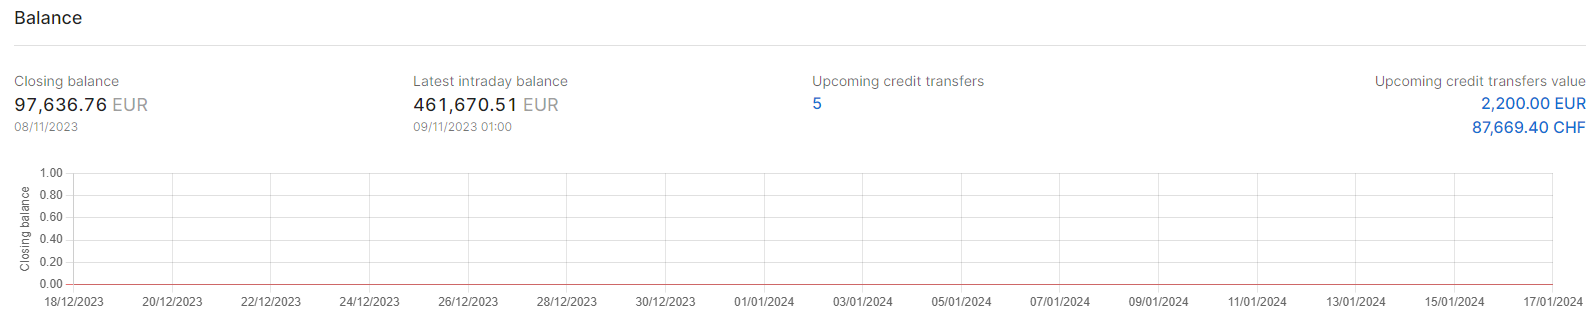 Balance
Closing balance
97,636.76 EUR
08/11/2023
Latest intraday balance
461,670.51 EUR
09/11/2023 01:00
Upcoming credit transfers
5
Upcoming credit transfers value
2,200.00 EUR
87,669.40 CHF
Closing balance
1.00
0.80
0.60
0.40
0.20
0.00
18/12/2023
20/12/2023
22/12/2023
24/12/2023
26/12/2023
28/12/2023
30/12/2023
01/01/2024
03/01/2024
05/01/2024
07/01/2024
09/01/2024
11/01/2024
13/01/2024
15/01/2024
17/01/2024